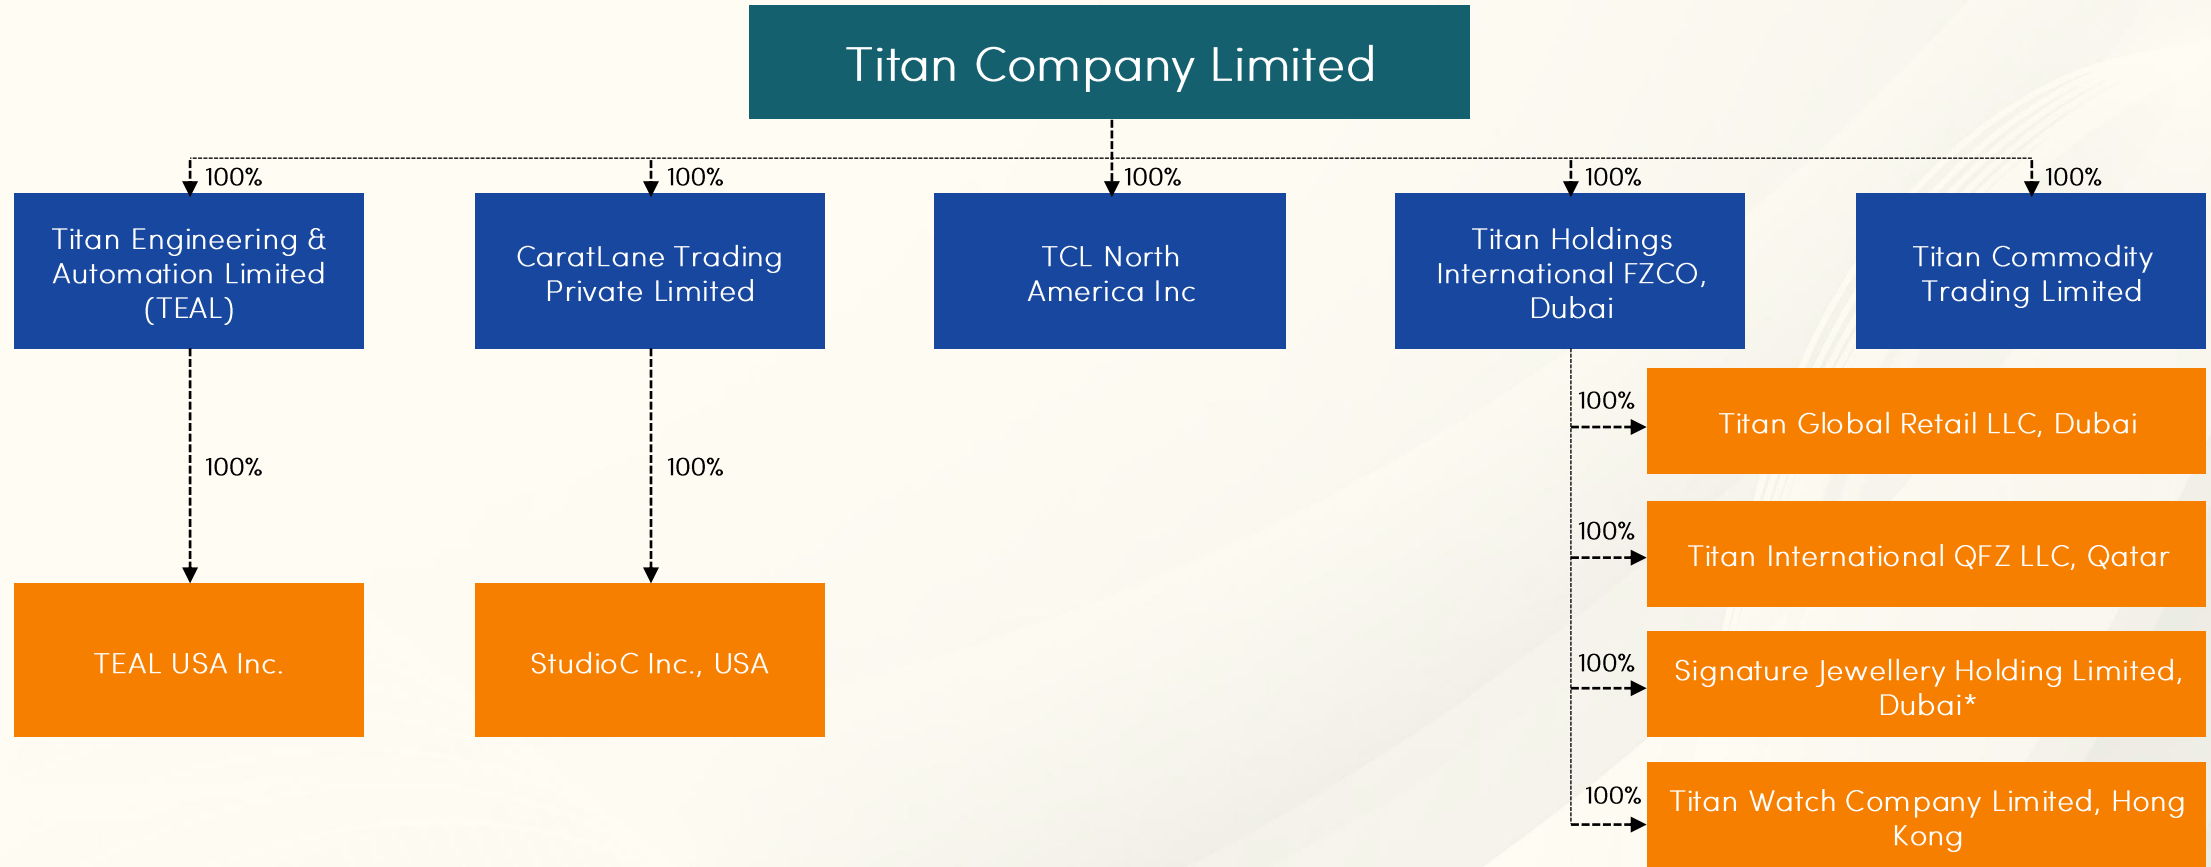 Titan Company Limited
100%
100%
100%
100%
100%
Titan Engineering &
Automation Limited
(TEAL)
CaratLane Trading
Private Limited
TCL North
America Inc
Titan Holdings
International FZCO,
Dubai
Titan Commodity
Trading Limited
100%
Titan Global Retail LLC, Dubai
100%
100%
100%
Titan International QFZ LLC, Qatar
TEAL USA Inc.
StudioC Inc., USA
100%
Signature Jewellery Holding Limited,
Dubai*
100%
Titan Watch Company Limited, Hong
Kong